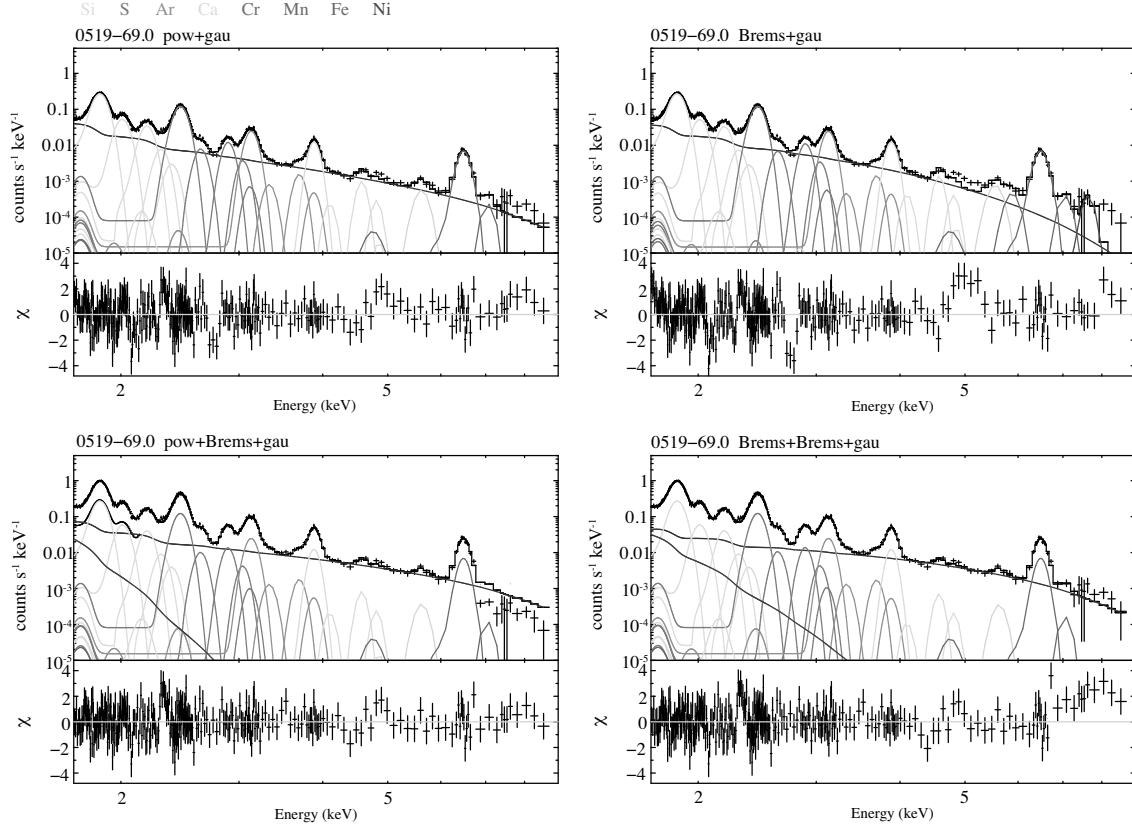 Si S Ar Ca Cr Mn Fe Ni
0519−69.0 pow+gau
counts s⁻¹ keV⁻¹
1
0.1
0.01
10⁻³
10⁻⁴
10⁻⁵
χ
4
2
0
−2
−4
2 5
Energy (keV)
0519−69.0 Brems+gau
counts s⁻¹ keV⁻¹
1
0.1
0.01
10⁻³
10⁻⁴
10⁻⁵
χ
4
2
0
−2
−4
2 5
Energy (keV)
0519−69.0 pow+Brems+gau
counts s⁻¹ keV⁻¹
1
0.1
0.01
10⁻³
10⁻⁴
10⁻⁵
χ
4
2
0
−2
−4
2 5
Energy (keV)
0519−69.0 Brems+Brems+gau
counts s⁻¹ keV⁻¹
1
0.1
0.01
10⁻³
10⁻⁴
10⁻⁵
χ
4
2
0
−2
−4
2 5
Energy (keV)